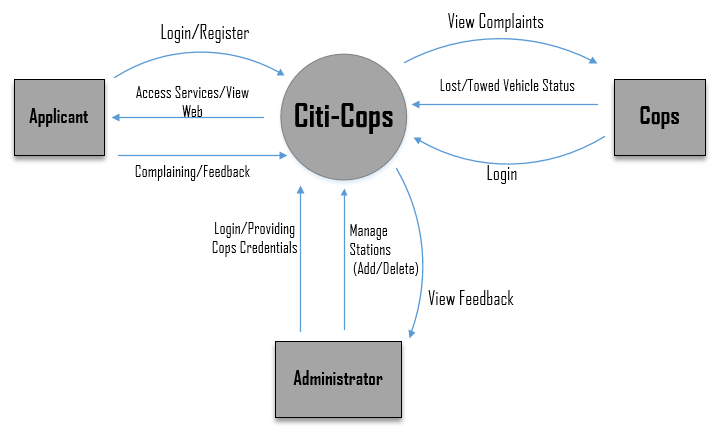 View Complaints
Login/Register
Access Services/View
Web
Lost/Towed Vehicle Status
Applicant
Citi-Cops
Cops
Complaining/Feedback
Login
Login/Providing
Cops Credentials
Manage
Stations
(Add/Delete)
View Feedback
Administrator